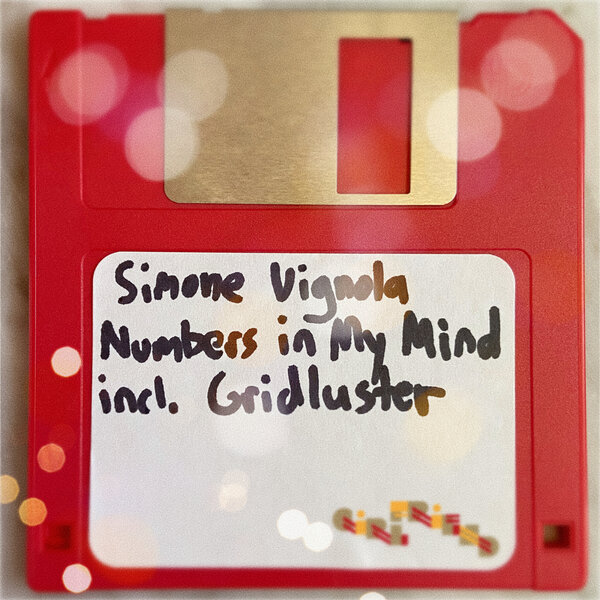 Simone Vignola
Numbers in My Mind
incl. Gridluster